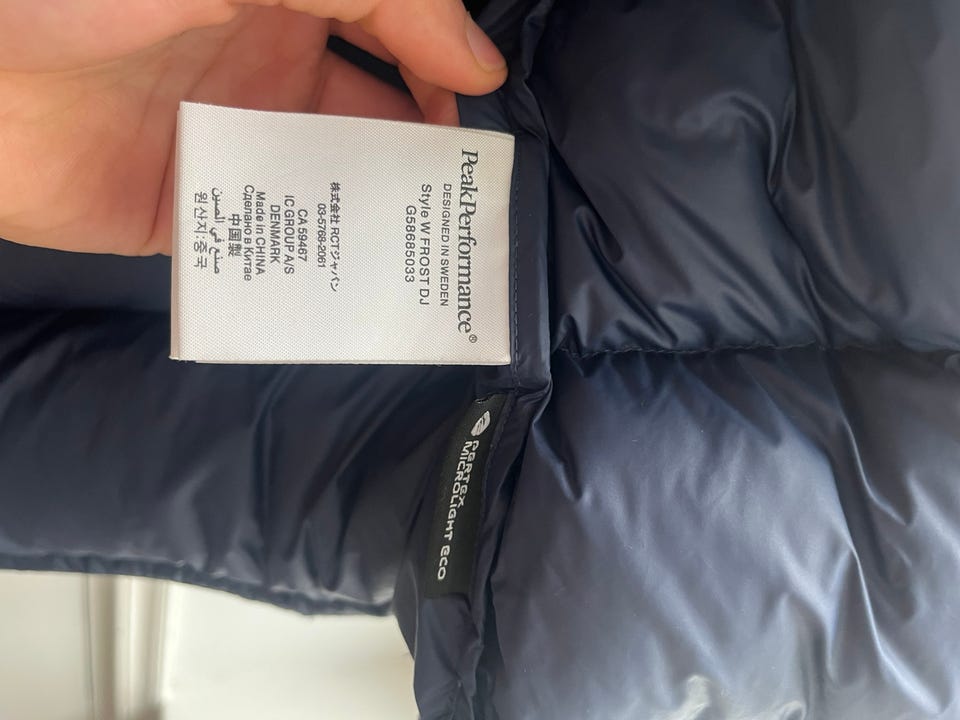 PeakPerformance®
DESIGNED IN SWEDEN
Style W FROST DJ
G58685033
株式会社 RCTジャパン
03-5768-2061
CA 59467
IC GROUP A/S
DENMARK
Made in CHINA
Сделано в Китае
中国製
صنع في الصين
원산지: 중국
PERTEX
MICROLIGHT ECO